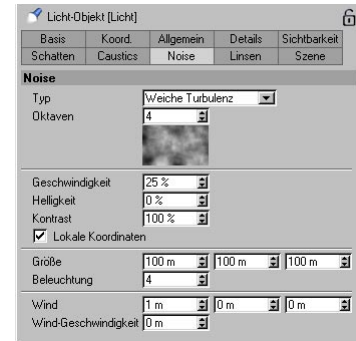 Licht-Objekt [Licht]
Basis Koord. Allgemein Details Sichtbarkeit
Schatten Caustics Noise Linsen Szene
Noise
Typ Weiche Turbulenz
Oktaven 4
Geschwindigkeit 25 %
Helligkeit 0 %
Kontrast 100 %
Lokale Koordinaten
Größe 100 m 100 m 100 m
Beleuchtung 4
Wind 1 m 0 m 0 m
Wind-Geschwindigkeit 0 m